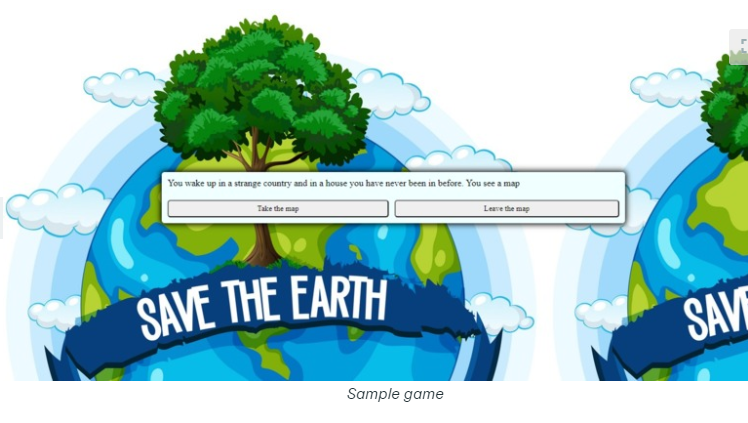 You wake up in a strange country and in a house you have never been in before. You see a map
Take the map
Leave the map
SAVE THE EARTH
SAVE
Sample game